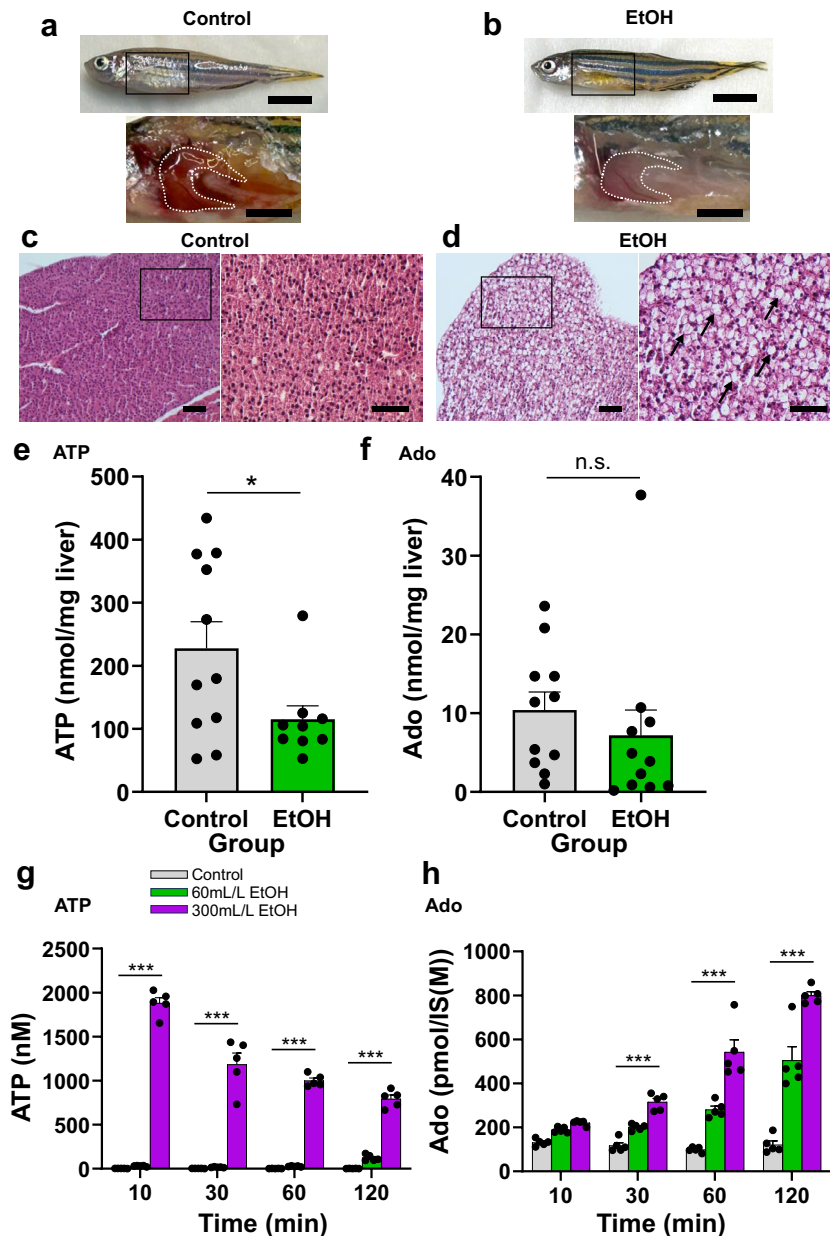 a
Control
b
EtOH
c
Control
d
EtOH
e
ATP
ATP (nmol/mg liver)
500
400
300
200
100
0
*
Control
EtOH
Group
f
Ado
Ado (nmol/mg liver)
40
30
20
10
0
n.s.
Control
EtOH
Group
g
ATP
Control
60mL/L EtOH
300mL/L EtOH
ATP (nM)
2500
2000
1500
1000
500
0
***
***
***
***
10
30
60
120
Time (min)
h
Ado
Ado (pmol/IS(M))
1000
800
600
400
200
0
***
***
***
10
30
60
120
Time (min)